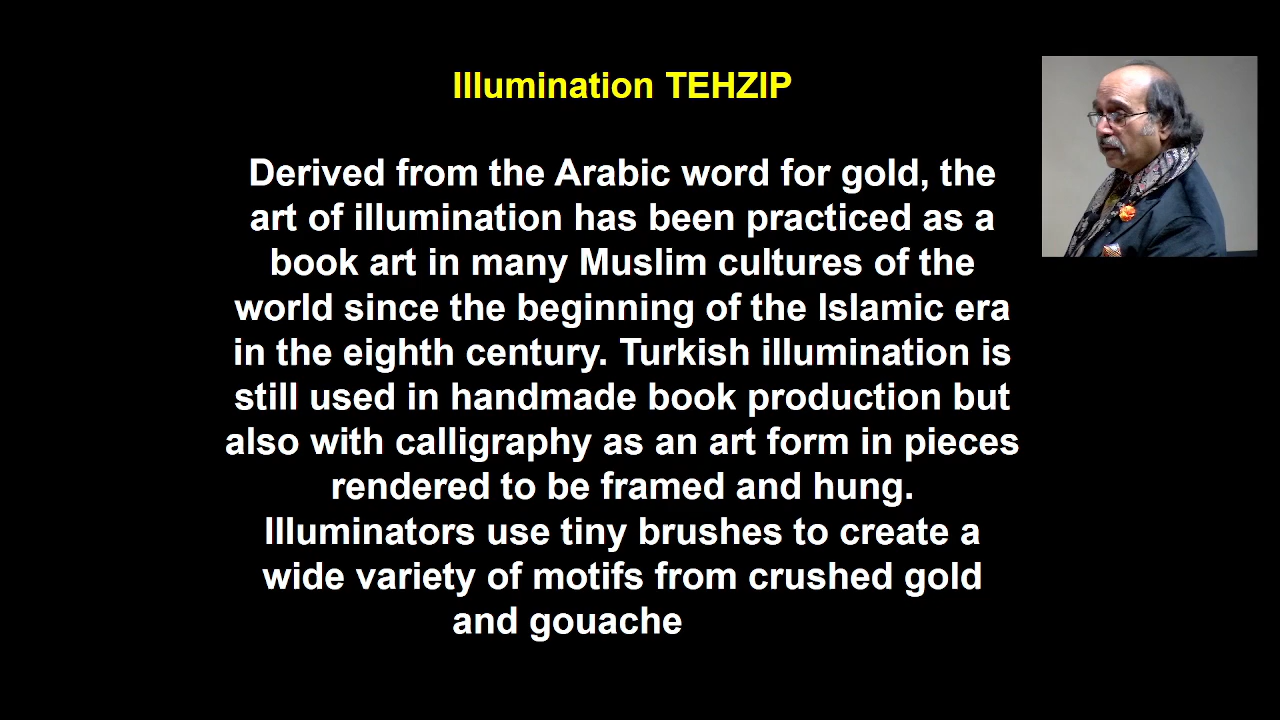 Illumination TEHZIP
Derived from the Arabic word for gold, the
art of illumination has been practiced as a
book art in many Muslim cultures of the
world since the beginning of the Islamic era
in the eighth century. Turkish illumination is
still used in handmade book production but
also with calligraphy as an art form in pieces
rendered to be framed and hung.
Illuminators use tiny brushes to create a
wide variety of motifs from crushed gold
and gouache